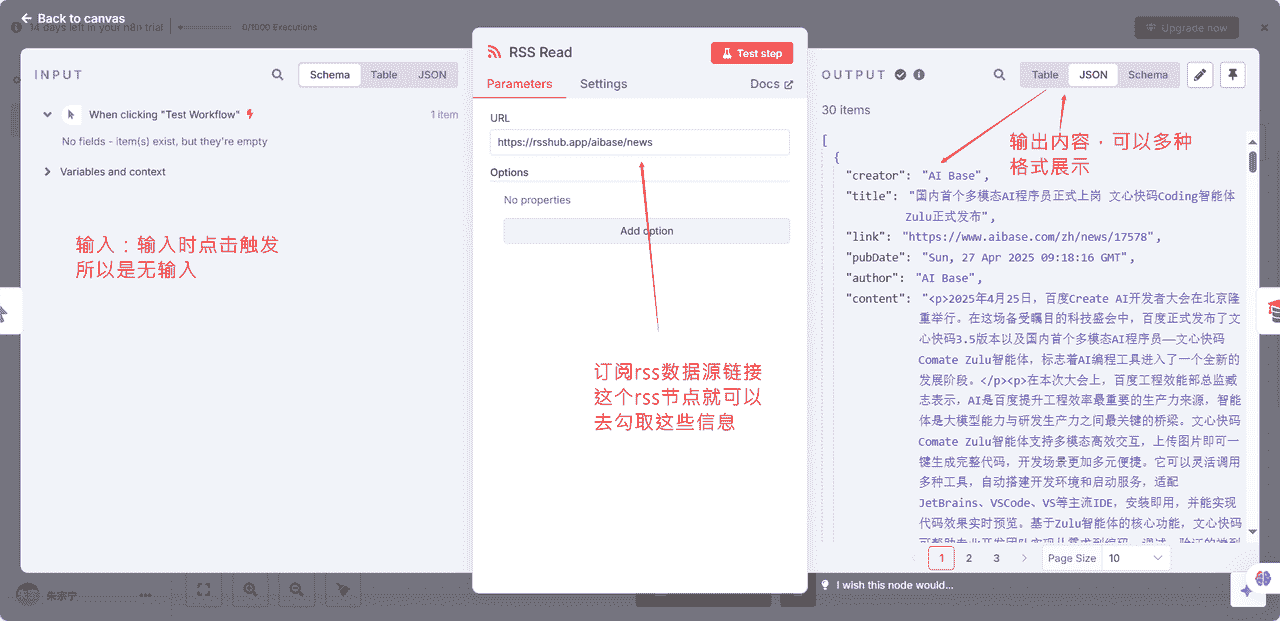 Back to canvas
14 days left in your n8n trial
0/1000 Executions
Upgrade now
INPUT
Schema
Table
JSON
When clicking "Test Workflow"
1 item
No fields - item(s) exist, but they're empty
Variables and context
输入：输入时点击触发
所以是无输入
RSS Read
Test step
Parameters
Settings
Docs
URL
https://rsshub.app/aibase/news
Options
No properties
Add option
订阅rss数据源链接
这个rss节点就可以
去勾取这些信息
OUTPUT
Table
JSON
Schema
30 items
输出内容，可以多种
格式展示
[
{
"creator": "AI Base",
"title": "国内首个多模态AI程序员正式上岗 文心快码Coding智能体
Zulu正式发布",
"link": "https://www.aibase.com/zh/news/17578",
"pubDate": "Sun, 27 Apr 2025 09:18:16 GMT",
"author": "AI Base",
"content": "<p>2025年4月25日，百度Create AI开发者大会在北京隆
重举行。在这场备受瞩目的科技盛会中，百度正式发布了文
心快码3.5版本以及国内首个多模态AI程序员——文心快码
Comate Zulu智能体，标志着AI编程工具进入了一个全新的
发展阶段。</p><p>在本次大会上，百度工程效能部总监臧
志表示，AI是百度提升工程效率最重要的生产力来源，智能
体是大模型能力与研发生产力之间最关键的桥梁。文心快码
Comate Zulu智能体支持多模态高效交互，上传图片即可一
键生成完整代码，开发场景更加多元便捷。它可以灵活调用
多种工具，自动搭建开发环境和启动服务，适配
JetBrains、VSCode、VS等主流IDE，安装即用，并能实现
代码效果实时预览。基于Zulu智能体的核心功能，文心快码
1
2
3
Page Size
10
朱宗宁
I wish this node would...